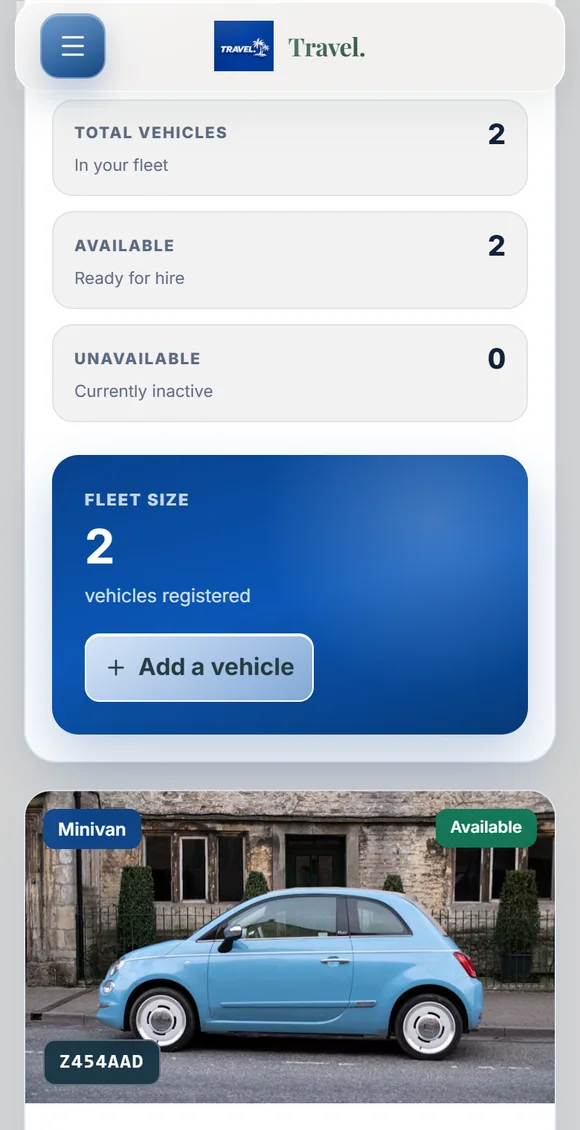 TRAVEL.
Travel.
TOTAL VEHICLES
2
In your fleet
AVAILABLE
2
Ready for hire
UNAVAILABLE
0
Currently inactive
FLEET SIZE
2
vehicles registered
+ Add a vehicle
Minivan
Available
Z454AAD